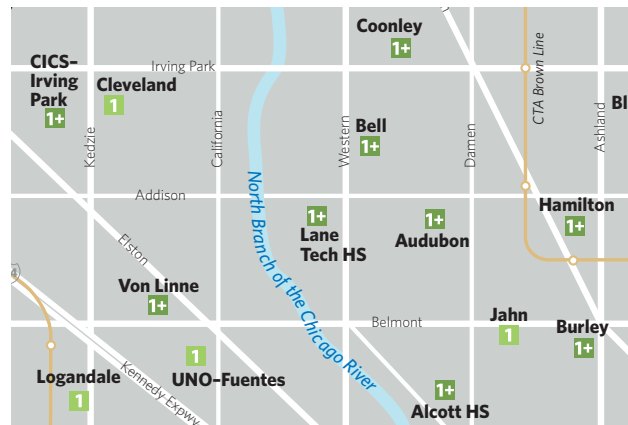 Coonley
1+
CICS–
Irving
Park
1+
Cleveland
1
Irving Park
CTA Brown Line
Bl
Kedzie
California
Western
Bell
1+
Damen
Ashland
Addison
North Branch of the Chicago River
1+
Lane
Tech HS
1+
Audubon
Hamilton
1+
Elston
4
Von Linne
1+
Belmont
Jahn
1
Burley
1+
1
UNO–Fuentes
Logandale
1
Kennedy Expwy
1+
Alcott HS